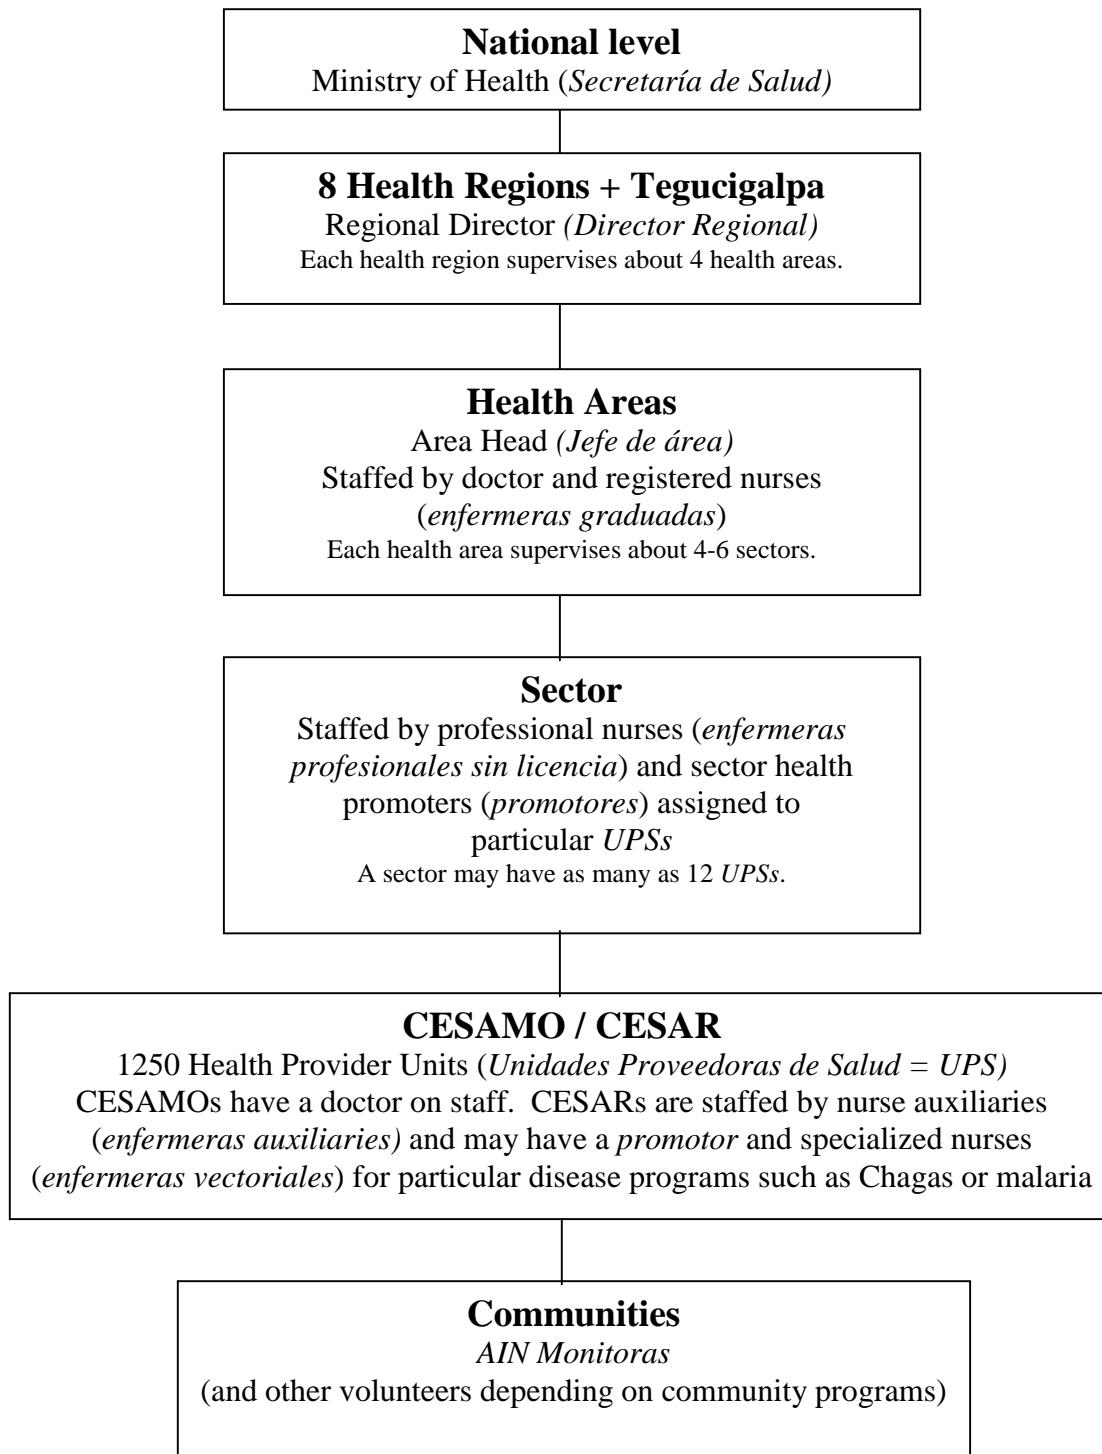 National level
Ministry of Health (Secretaría de Salud)
8 Health Regions + Tegucigalpa
Regional Director (Director Regional)
Each health region supervises about 4 health areas.
Health Areas
Area Head (Jefe de área)
Staffed by doctor and registered nurses
(enfermeras graduadas)
Each health area supervises about 4-6 sectors.
Sector
Staffed by professional nurses (enfermeras
profesionales sin licencia) and sector health
promoters (promotores) assigned to
particular UPSs
A sector may have as many as 12 UPSs.
CESAMO / CESAR
1250 Health Provider Units (Unidades Proveedoras de Salud = UPS)
CESAMOs have a doctor on staff.  CESARs are staffed by nurse auxiliaries
(enfermeras auxiliaries) and may have a promotor and specialized nurses
(enfermeras vectoriales) for particular disease programs such as Chagas or malaria
Communities
AIN Monitoras
(and other volunteers depending on community programs)